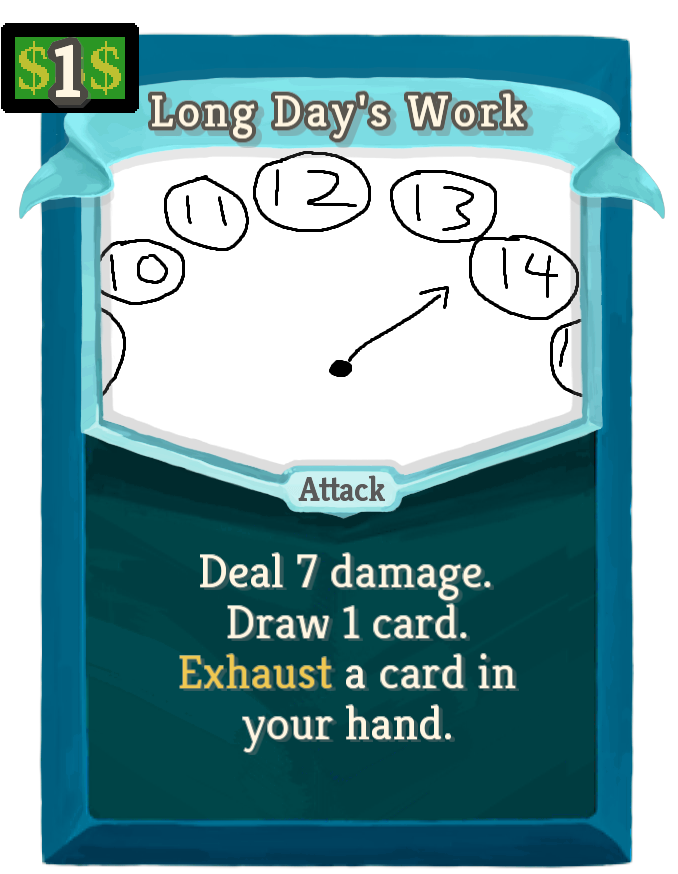 $1$
Long Day's Work
10 11 12 13 14 1
Attack
Deal 7 damage.
Draw 1 card.
Exhaust a card in
your hand.